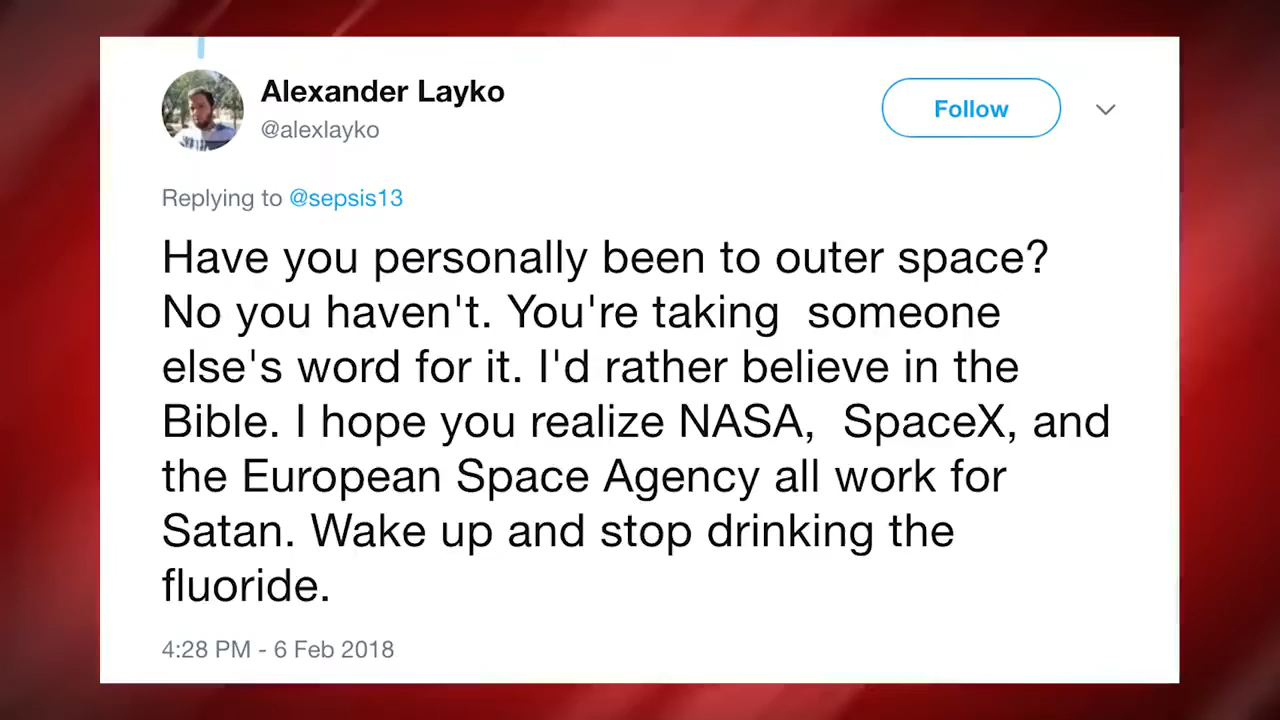 Alexander Layko
@alexlayko
Follow
Replying to @sepsis13
Have you personally been to outer space?
No you haven't. You're taking  someone
else's word for it. I'd rather believe in the
Bible. I hope you realize NASA,  SpaceX, and
the European Space Agency all work for
Satan. Wake up and stop drinking the
fluoride.
4:28 PM - 6 Feb 2018